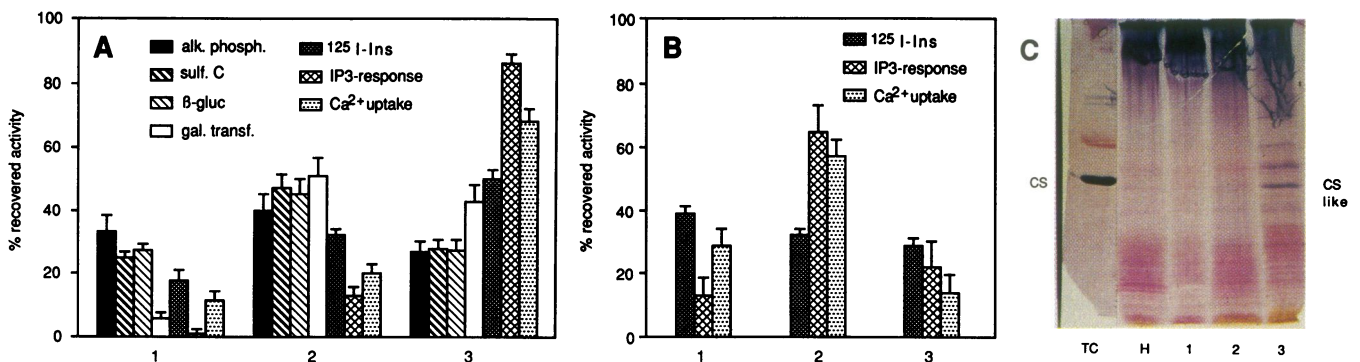 % recovered activity
100
80
60
40
20
0
A
alk. phosph.
sulf. C
ß-gluc
gal. transf.
125 I-Ins
IP3-response
Ca2+ uptake
1 2 3
% recovered activity
100
80
60
40
20
0
B
125 I-Ins
IP3-response
Ca2+ uptake
1 2 3
C
CS
CS
like
TC H 1 2 3